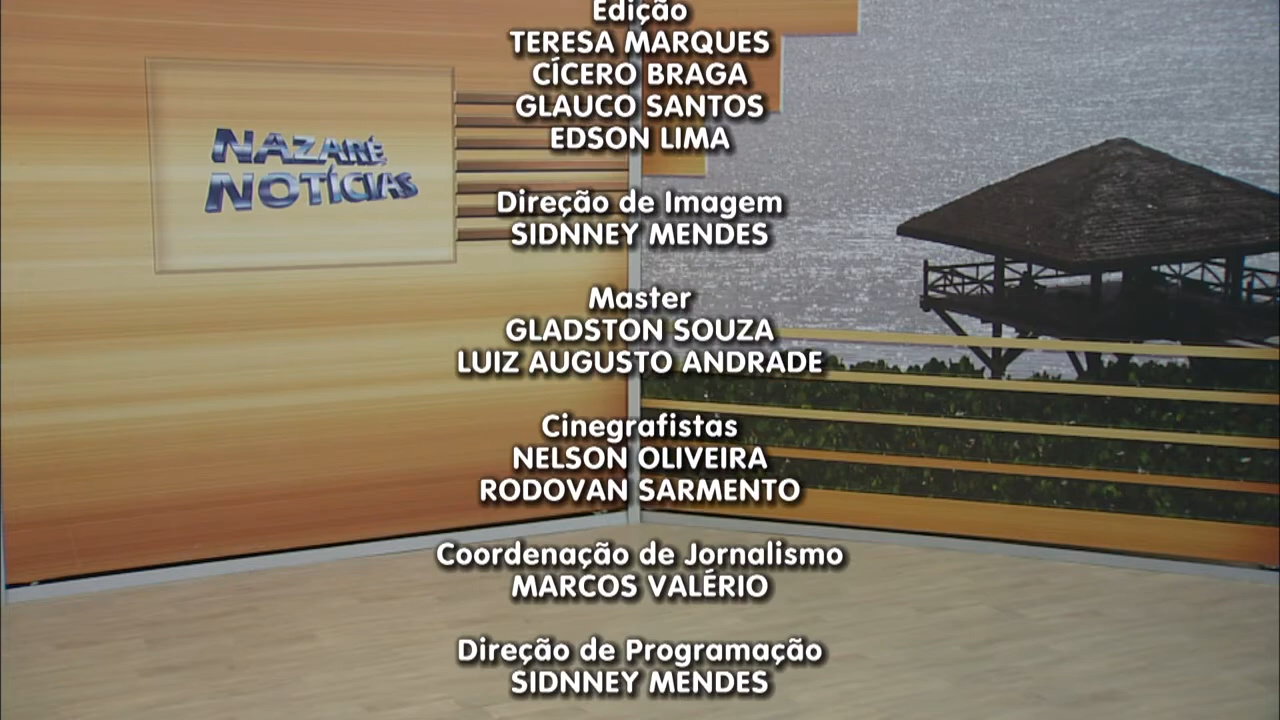 Edição
TERESA MARQUES
CÍCERO BRAGA
GLAUCO SANTOS
EDSON LIMA
NAZARÉ
NOTÍCIAS
Direção de Imagem
SIDNNEY MENDES
Master
GLADSTON SOUZA
LUIZ AUGUSTO ANDRADE
Cinegrafistas
NELSON OLIVEIRA
RODOVAN SARMENTO
Coordenação de Jornalismo
MARCOS VALÉRIO
Direção de Programação
SIDNNEY MENDES